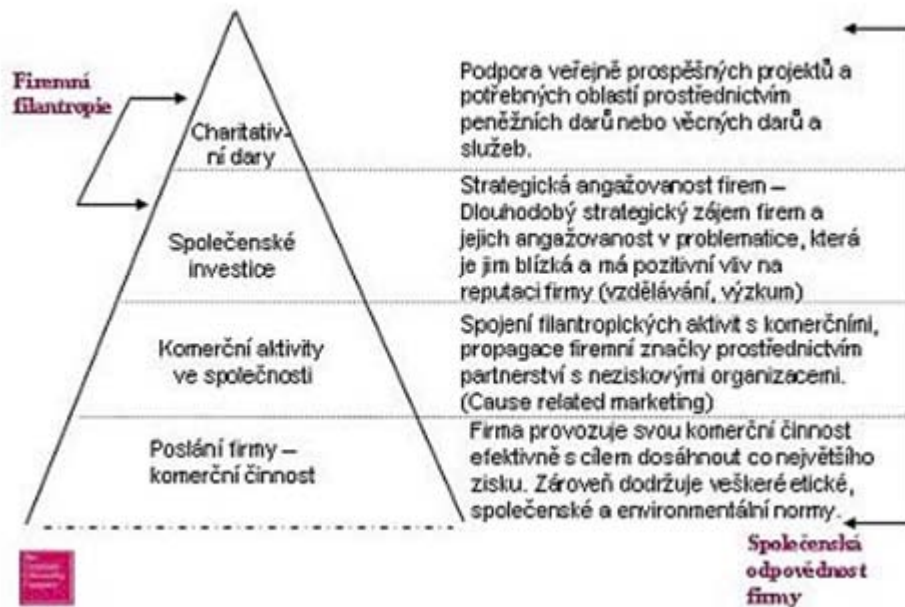 Firemní
filantropie
Charitativ-
ní dary
Podpora veřejně prospěšných projektů a
potřebných oblastí prostřednictvím
peněžních darů nebo věcných darů a
služeb.
Společenské
investice
Strategická angažovanost firem –
Dlouhodobý strategický zájem firem a
jejich angažovanost v problematice, která
je jim blízká a má pozitivní vliv na
reputaci firmy (vzdělávání, výzkum)
Komerční aktivity
ve společnosti
Spojení filantropických aktivit s komerčními,
propagace firemní značky prostřednictvím
partnerství s neziskovými organizacemi.
(Cause related marketing)
Poslání firmy –
komerční činnost
Firma provozuje svou komerční činnost
efektivně s cílem dosáhnout co největšího
zisku. Zároveň dodržuje veškeré etické,
společenské a environmentální normy.
Společenská
odpovědnost
firmy